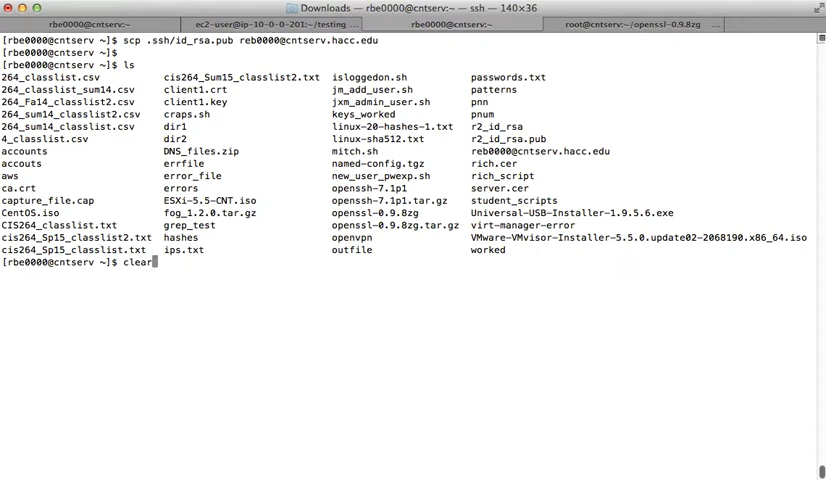 Downloads — rbe0000@cntserv:~ — ssh — 140×36
rbe0000@cntserv:~ ec2-user@ip-10-0-0-201:~/testing ... rbe0000@cntserv:~ root@cntserv:~/openssl-0.9.8zg ...
[rbe0000@cntserv ~]$ scp .ssh/id_rsa.pub reb0000@cntserv.hacc.edu
[rbe0000@cntserv ~]$
[rbe0000@cntserv ~]$ ls
264_classlist.csv cis264_Sum15_classlist2.txt isloggedon.sh passwords.txt
264_classlist_sum14.csv client1.crt jm_add_user.sh patterns
264_Fa14_classlist2.csv client1.key jxm_admin_user.sh pnn
264_sum14_classlist2.csv craps.sh keys_worked pnum
264_sum14_classlist.csv dir1 linux-20-hashes-1.txt r2_id_rsa
4_classlist.csv dir2 linux-sha512.txt r2_id_rsa.pub
accounts DNS_files.zip mitch.sh reb0000@cntserv.hacc.edu
accouts errfile named-config.tgz rich.cer
aws error_file new_user_pwexp.sh rich_script
ca.crt errors openssh-7.1p1 server.cer
capture_file.cap ESXi-5.5-CNT.iso openssh-7.1p1.tar.gz student_scripts
CentOS.iso fog_1.2.0.tar.gz openssl-0.9.8zg Universal-USB-Installer-1.9.5.6.exe
CIS264_classlist.txt grep_test openssl-0.9.8zg.tar.gz virt-manager-error
cis264_Sp15_classlist2.txt hashes openvpn VMware-VMvisor-Installer-5.5.0.update02-2068190.x86_64.iso
cis264_Sp15_classlist.txt ips.txt outfile worked
[rbe0000@cntserv ~]$ clear